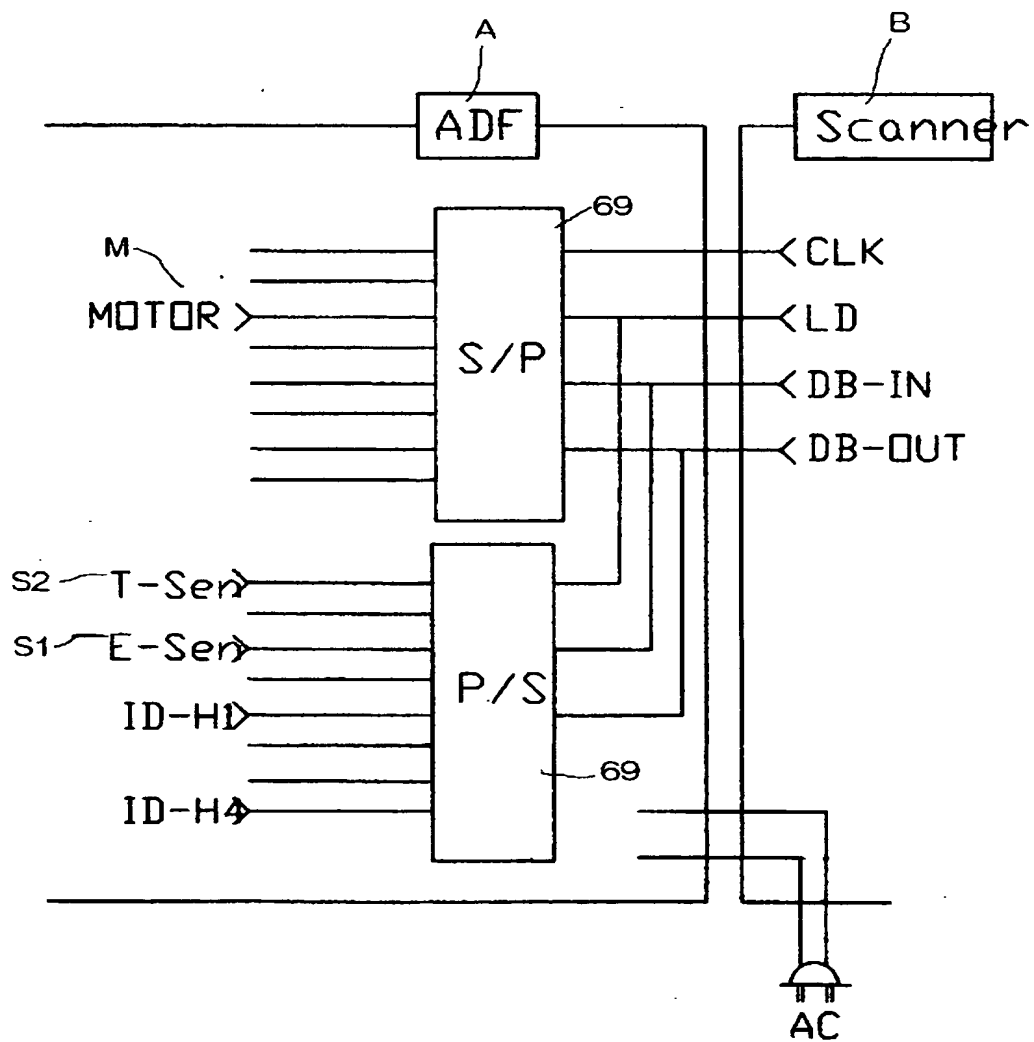 A
B
ADF
Scanner
69
M
CLK
MOTOR
LD
S/P
DB-IN
DB-OUT
S2
T-Sen
S1
E-Sen
P/S
ID-H1
69
ID-H4
AC